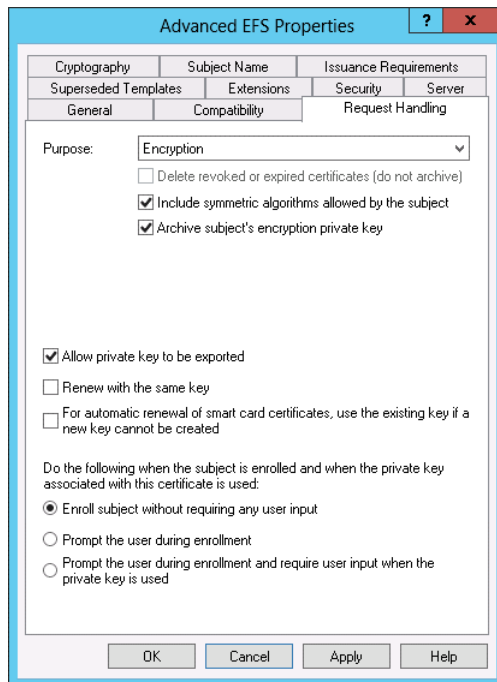 Advanced EFS Properties
?
x
Cryptography Subject Name Issuance Requirements
Superseded Templates Extensions Security Server
General Compatibility Request Handling
Purpose: Encryption
Delete revoked or expired certificates (do not archive)
Include symmetric algorithms allowed by the subject
Archive subject's encryption private key
Allow private key to be exported
Renew with the same key
For automatic renewal of smart card certificates, use the existing key if a
new key cannot be created
Do the following when the subject is enrolled and when the private key
associated with this certificate is used:
Enroll subject without requiring any user input
Prompt the user during enrollment
Prompt the user during enrollment and require user input when the
private key is used
OK Cancel Apply Help